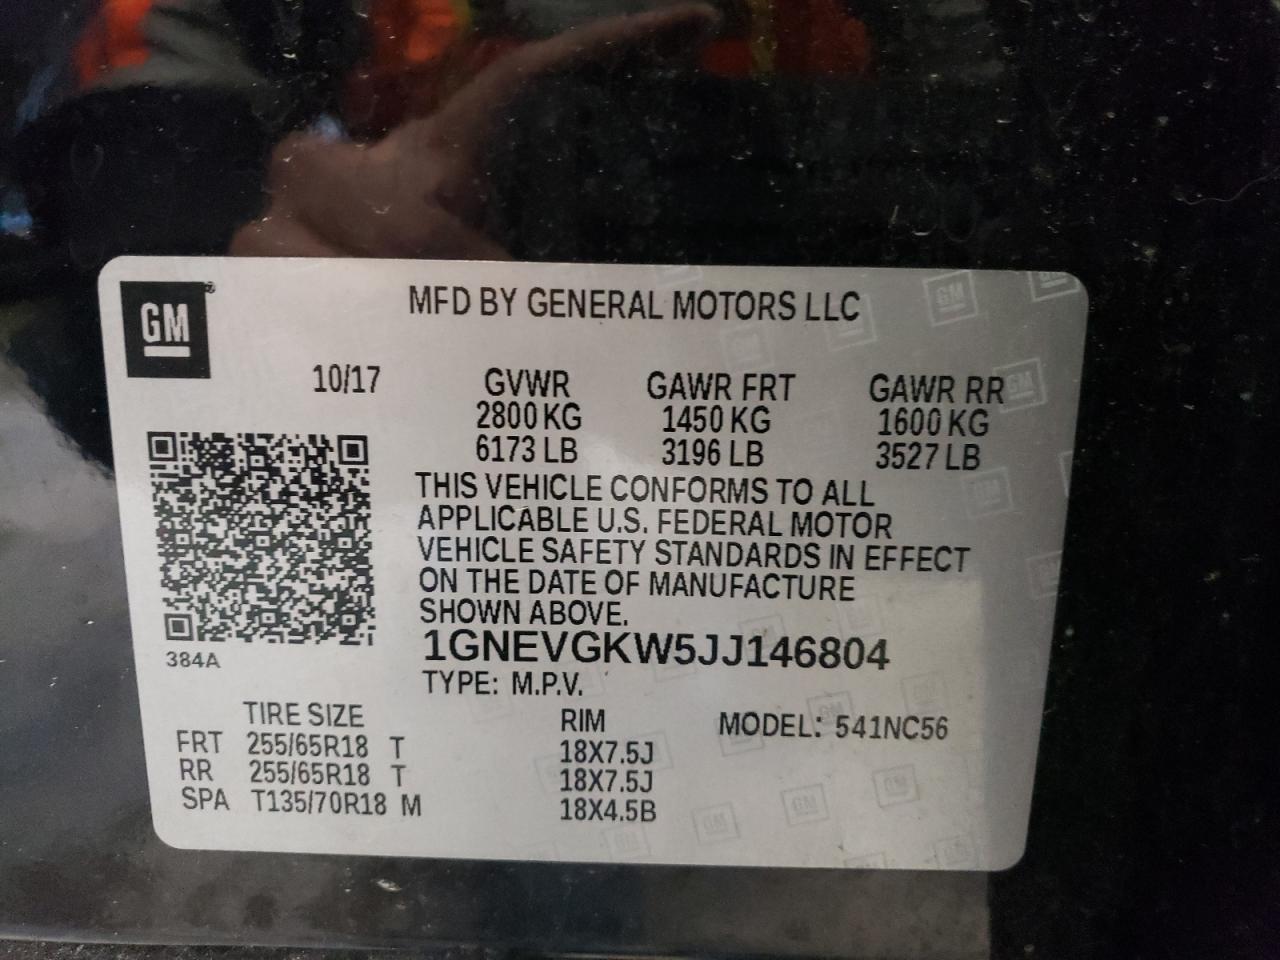 GM
MFD BY GENERAL MOTORS LLC
10/17 GVWR GAWR FRT GAWR RR
2800 KG 1450 KG 1600 KG
6173 LB 3196 LB 3527 LB
THIS VEHICLE CONFORMS TO ALL
APPLICABLE U.S. FEDERAL MOTOR
VEHICLE SAFETY STANDARDS IN EFFECT
ON THE DATE OF MANUFACTURE
SHOWN ABOVE.
1GNEVGKW5JJ146804
384A
TYPE: M.P.V.
TIRE SIZE RIM MODEL: 541NC56
FRT 255/65R18 T 18X7.5J
RR 255/65R18 T 18X7.5J
SPA T135/70R18 M 18X4.5B